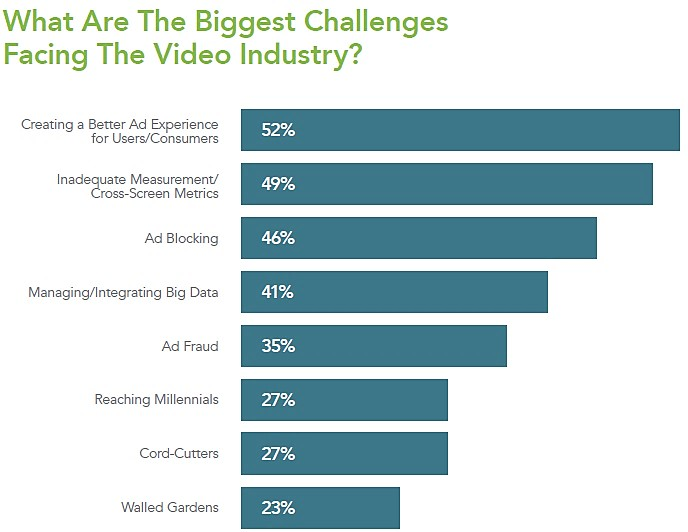 What Are The Biggest Challenges
Facing The Video Industry?
Creating a Better Ad Experience
for Users/Consumers
52%
Inadequate Measurement/
Cross-Screen Metrics
49%
Ad Blocking
46%
Managing/Integrating Big Data
41%
Ad Fraud
35%
Reaching Millennials
27%
Cord-Cutters
27%
Walled Gardens
23%